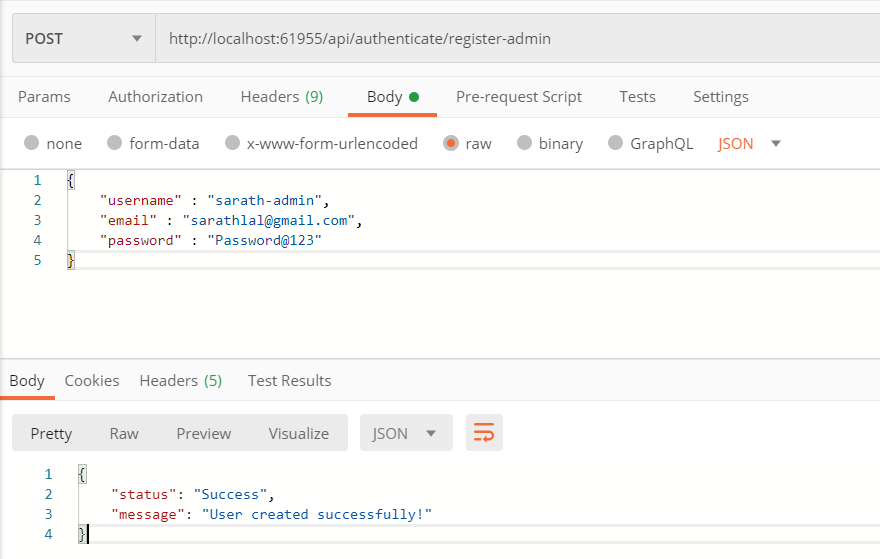 POST http://localhost:61955/api/authenticate/register-admin
Params Authorization Headers (9) Body Pre-request Script Tests Settings
none form-data x-www-form-urlencoded raw binary GraphQL JSON
1 {
2 "username" : "sarath-admin",
3 "email" : "sarathlal@gmail.com",
4 "password" : "Password@123"
5 }
Body Cookies Headers (5) Test Results
Pretty Raw Preview Visualize JSON
1 {
2 "status": "Success",
3 "message": "User created successfully!"
4 }